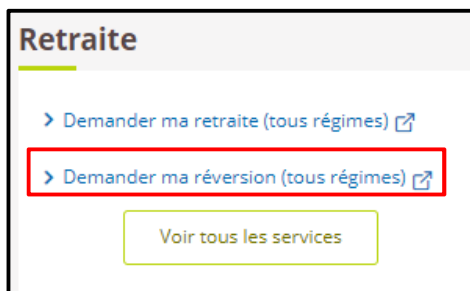 Retraite
Demander ma retraite (tous régimes)
Demander ma réversion (tous régimes)
Voir tous les services